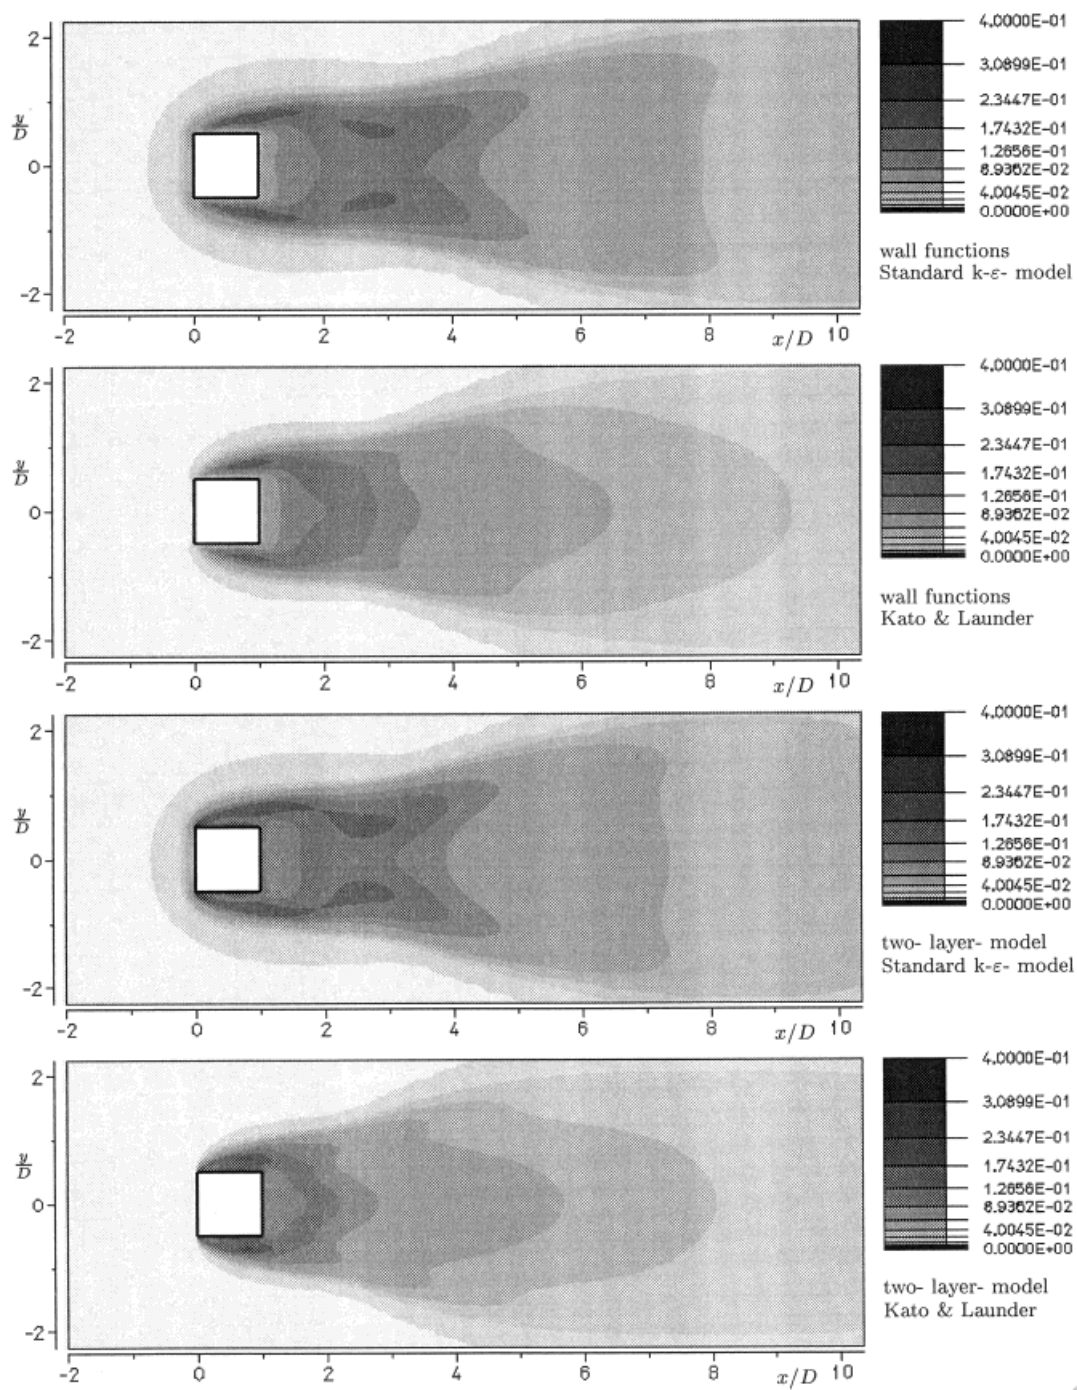 2
y/D
0
-2
-2 0 2 4 6 8 x/D 10
4.0000E-01
3.0899E-01
2.3447E-01
1.7432E-01
1.2656E-01
8.9362E-02
4.0045E-02
0.0000E+00
wall functions
Standard k-ε- model
2
y/D
0
-2
-2 0 2 4 6 8 x/D 10
4.0000E-01
3.0899E-01
2.3447E-01
1.7432E-01
1.2656E-01
8.9362E-02
4.0045E-02
0.0000E+00
wall functions
Kato & Launder
2
y/D
0
-2
-2 0 2 4 6 8 x/D 10
4.0000E-01
3.0899E-01
2.3447E-01
1.7432E-01
1.2656E-01
8.9362E-02
4.0045E-02
0.0000E+00
two- layer- model
Standard k-ε- model
2
y/D
0
-2
-2 0 2 4 6 8 x/D 10
4.0000E-01
3.0899E-01
2.3447E-01
1.7432E-01
1.2656E-01
8.9362E-02
4.0045E-02
0.0000E+00
two- layer- model
Kato & Launder